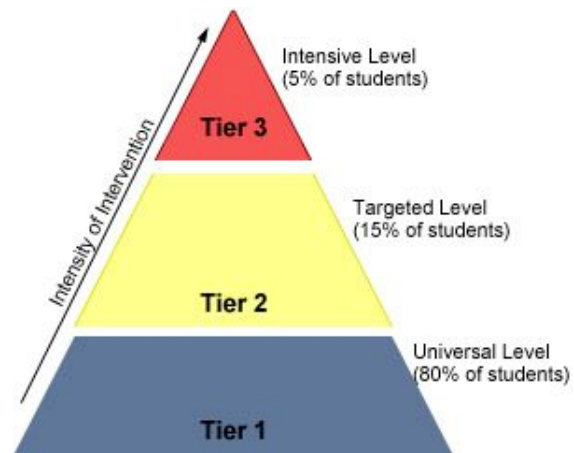 Intensive Level
(5% of students)
Tier 3
Intensity of Intervention
Targeted Level
(15% of students)
Tier 2
Universal Level
(80% of students)
Tier 1